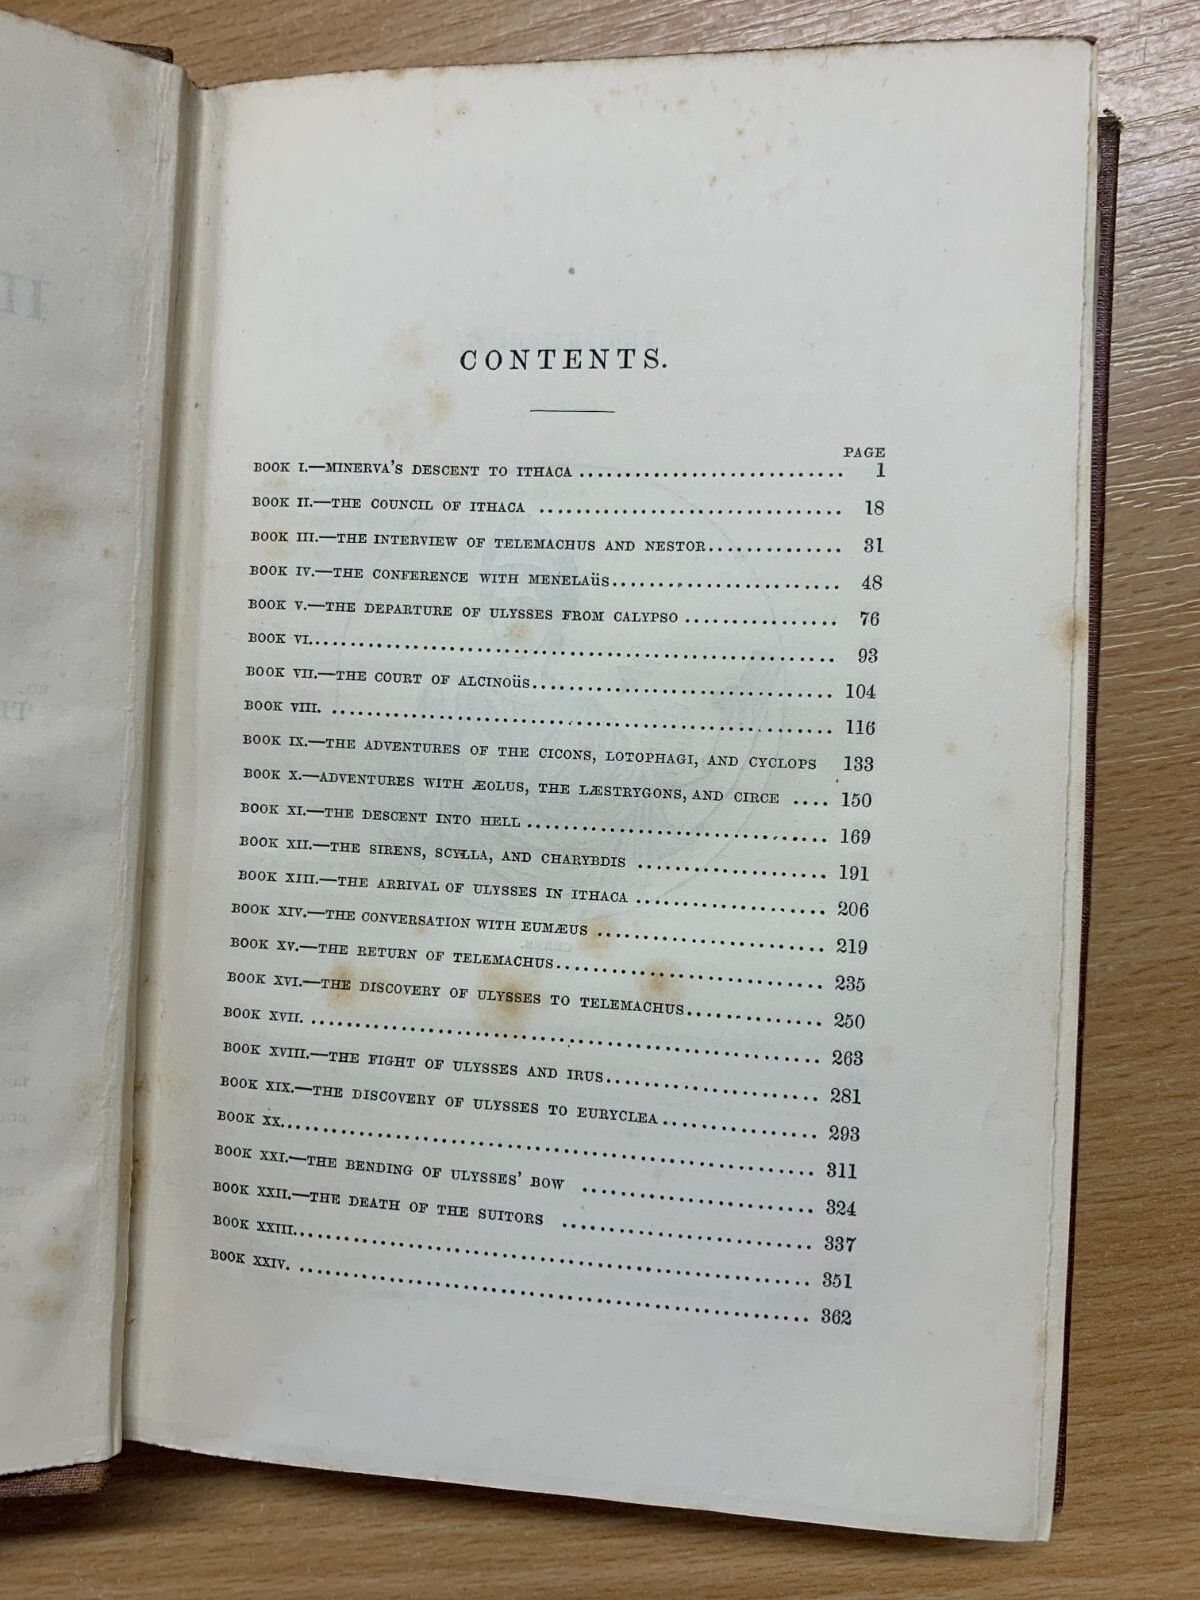 CONTENTS.
PAGE
BOOK I.—MINERVA'S DESCENT TO ITHACA ............................ 1
BOOK II.—THE COUNCIL OF ITHACA ................................ 18
BOOK III.—THE INTERVIEW OF TELEMACHUS AND NESTOR............... 31
BOOK IV.—THE CONFERENCE WITH MENELAÜS......................... 48
BOOK V.—THE DEPARTURE OF ULYSSES FROM CALYPSO ................. 76
BOOK VI....................................................... 93
BOOK VII.—THE COURT OF ALCINOÜS............................... 104
BOOK VIII. ................................................... 116
BOOK IX.—THE ADVENTURES OF THE CICONS, LOTOPHAGI, AND CYCLOPS 133
BOOK X.—ADVENTURES WITH ÆOLUS, THE LÆSTRYGONS, AND CIRCE .... 150
BOOK XI.—THE DESCENT INTO HELL ................................ 169
BOOK XII.—THE SIRENS, SCYLLA, AND CHARYBDIS .................... 191
BOOK XIII.—THE ARRIVAL OF ULYSSES IN ITHACA .................... 206
BOOK XIV.—THE CONVERSATION WITH EUMÆUS ........................ 219
BOOK XV.—THE RETURN OF TELEMACHUS............................. 235
BOOK XVI.—THE DISCOVERY OF ULYSSES TO TELEMACHUS............... 250
BOOK XVII. ................................................... 263
BOOK XVIII.—THE FIGHT OF ULYSSES AND IRUS....................... 281
BOOK XIX.—THE DISCOVERY OF ULYSSES TO EURYCLEA................. 293
BOOK XX....................................................... 311
BOOK XXI.—THE BENDING OF ULYSSES' BOW ......................... 324
BOOK XXII.—THE DEATH OF THE SUITORS ........................... 337
BOOK XXIII.................................................... 351
BOOK XXIV. ................................................... 362